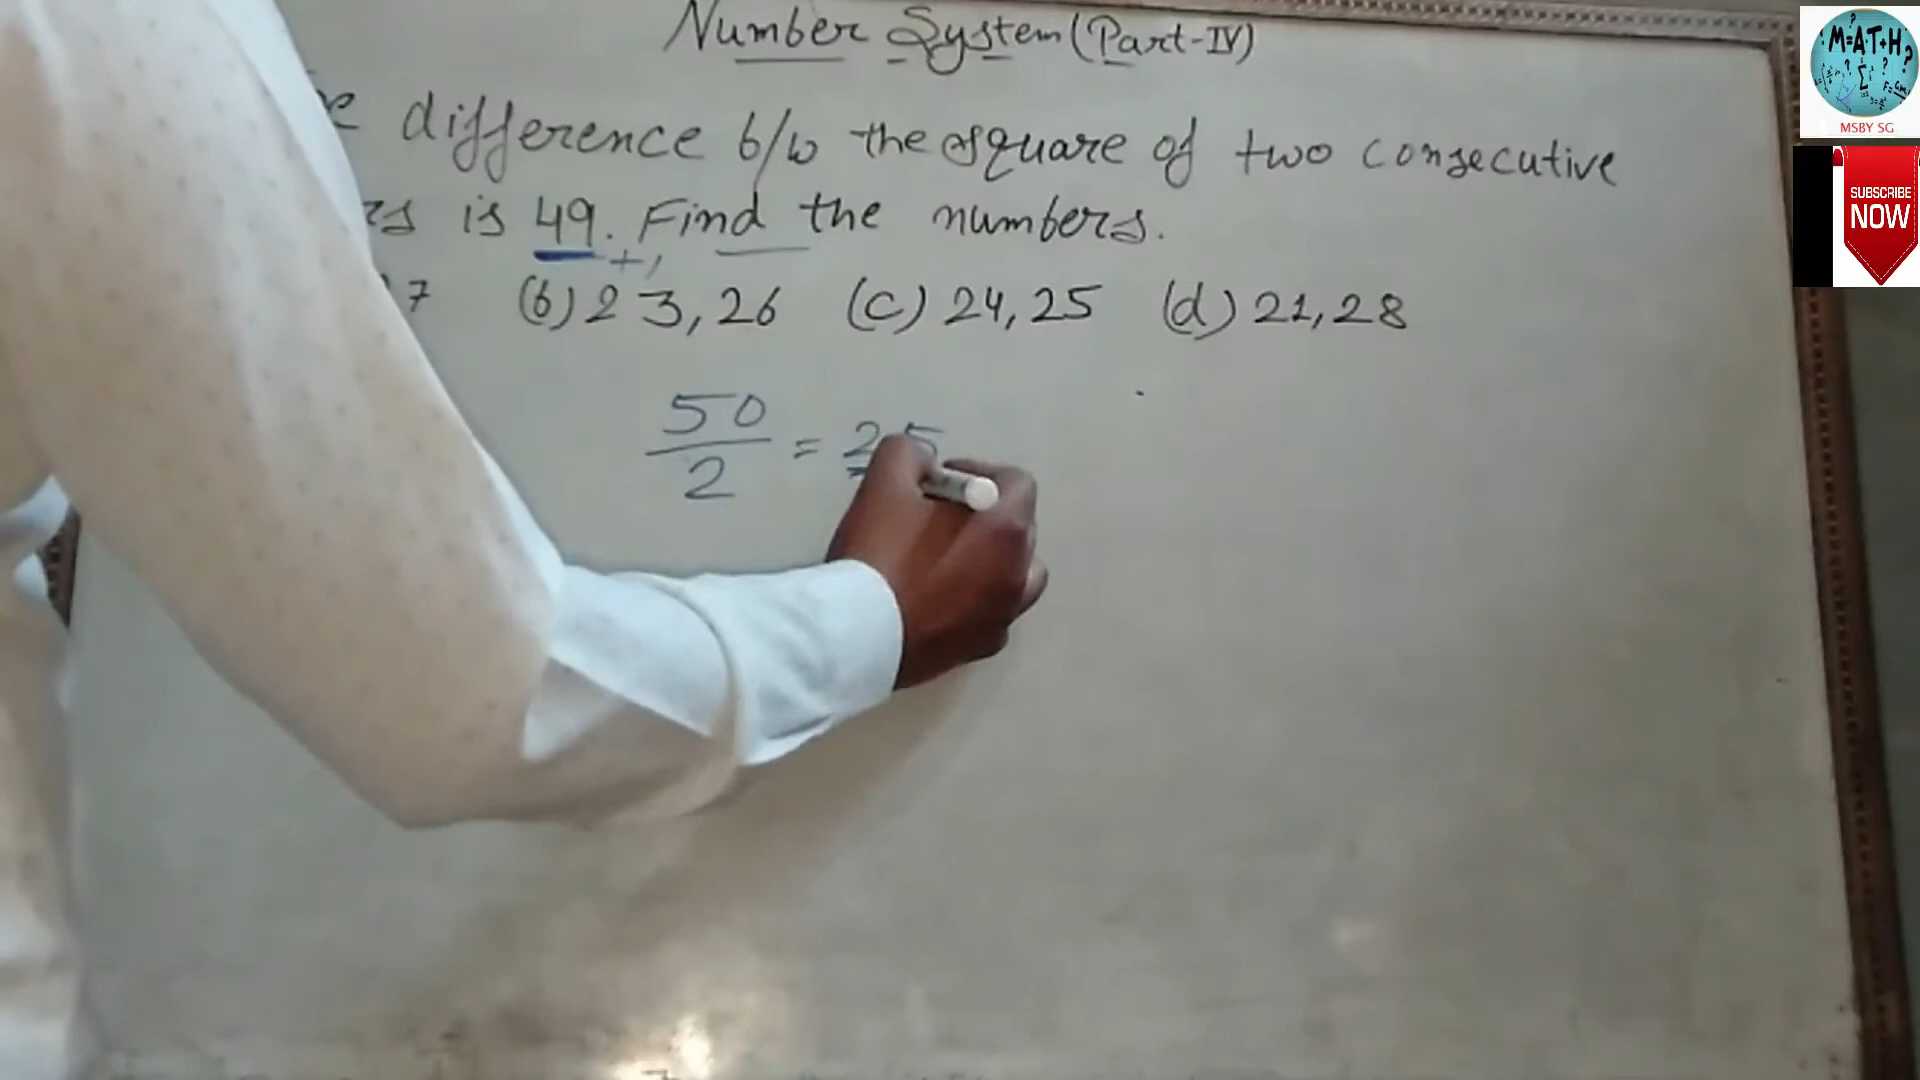 Number System (Part-IV)
difference b/w the square of two consecutive
rs is 49. Find the numbers.
+1
7 (b) 23, 26 (c) 24, 25 (d) 21, 28
50
2
= 25
M=A+T+H
MSBY SG
SUBSCRIBE
NOW